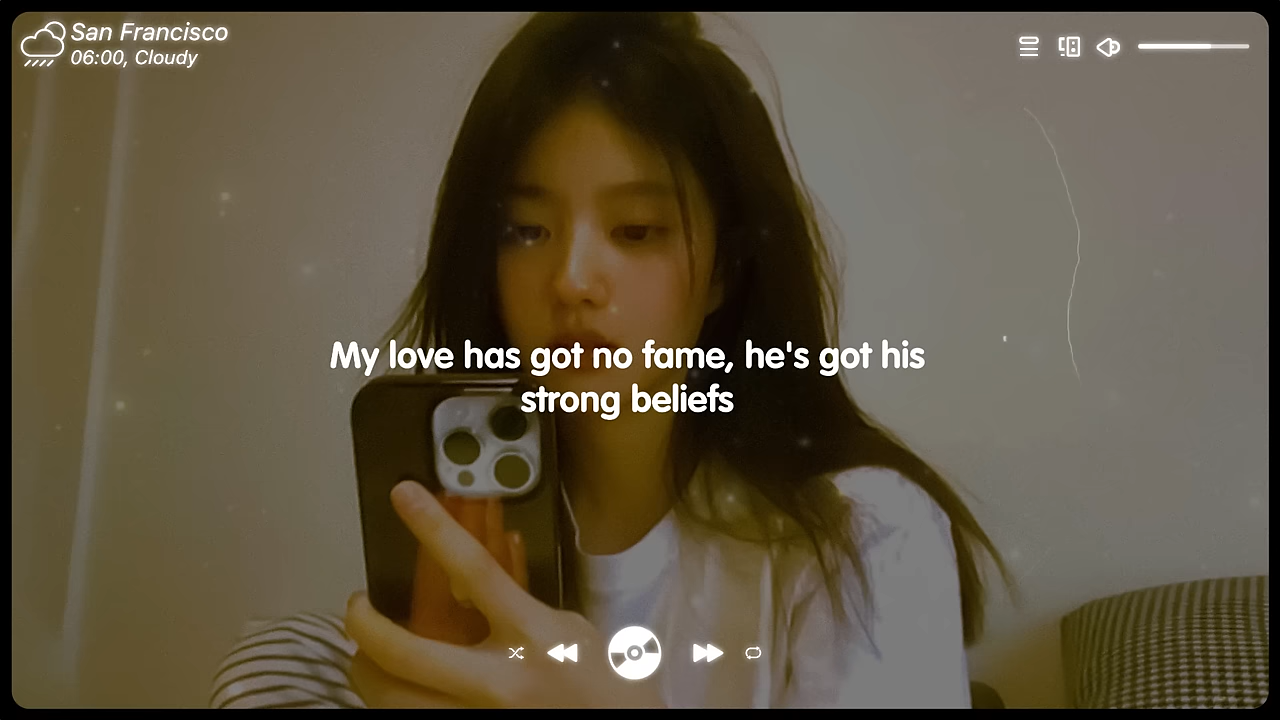 San Francisco
06:00, Cloudy
My love has got no fame, he's got his
strong beliefs